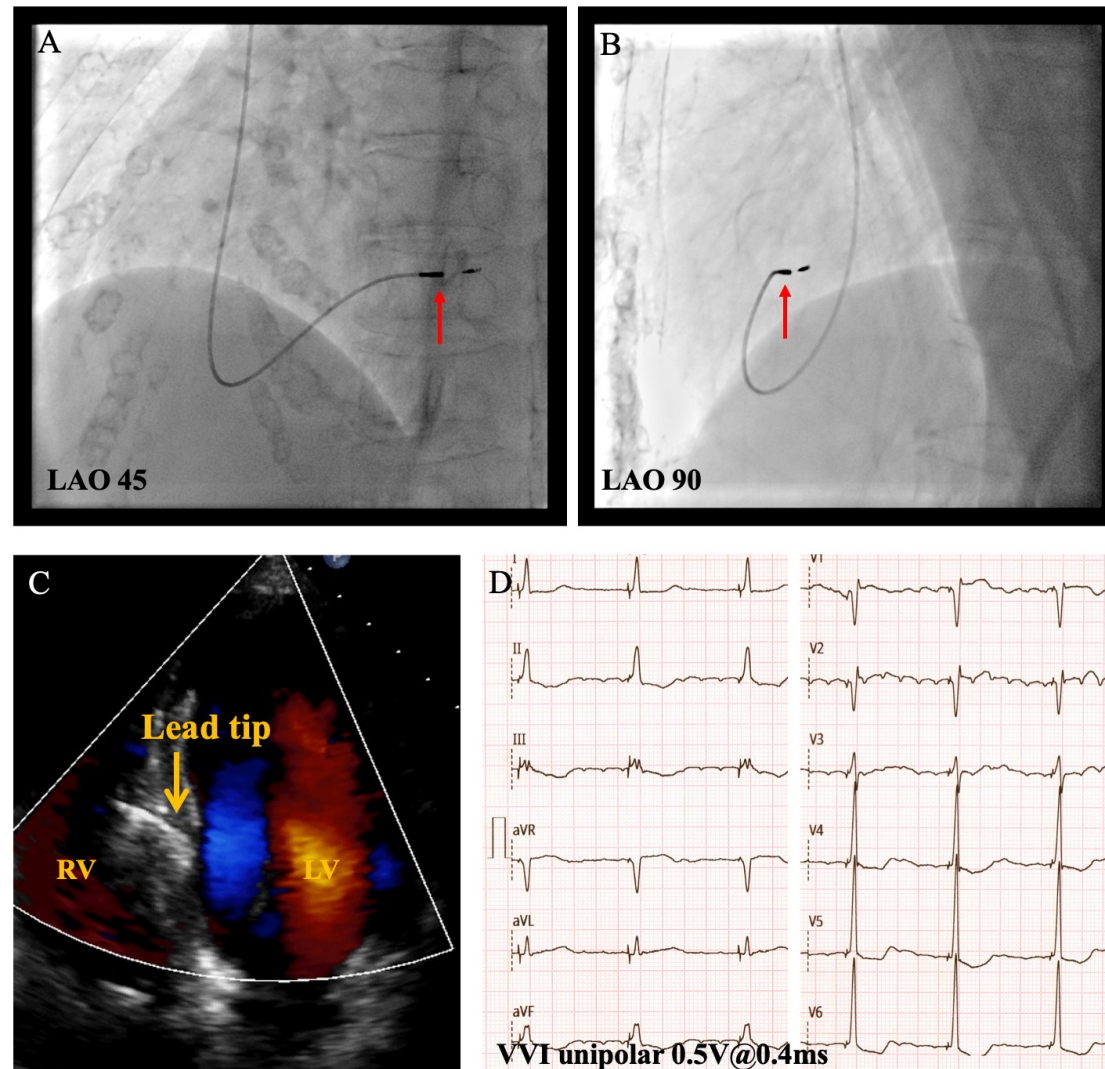 A
LAO 45
B
LAO 90
C
Lead tip
RV
LV
D
I
II
III
aVR
aVL
aVF
V1
V2
V3
V4
V5
V6
VVI unipolar 0.5V@0.4ms